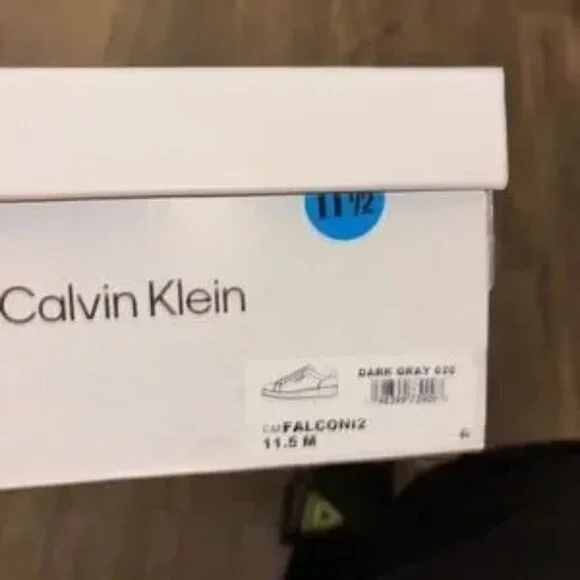 11 1/2
Calvin Klein
DARK GRAY 020
FALCONI2
11.5 M